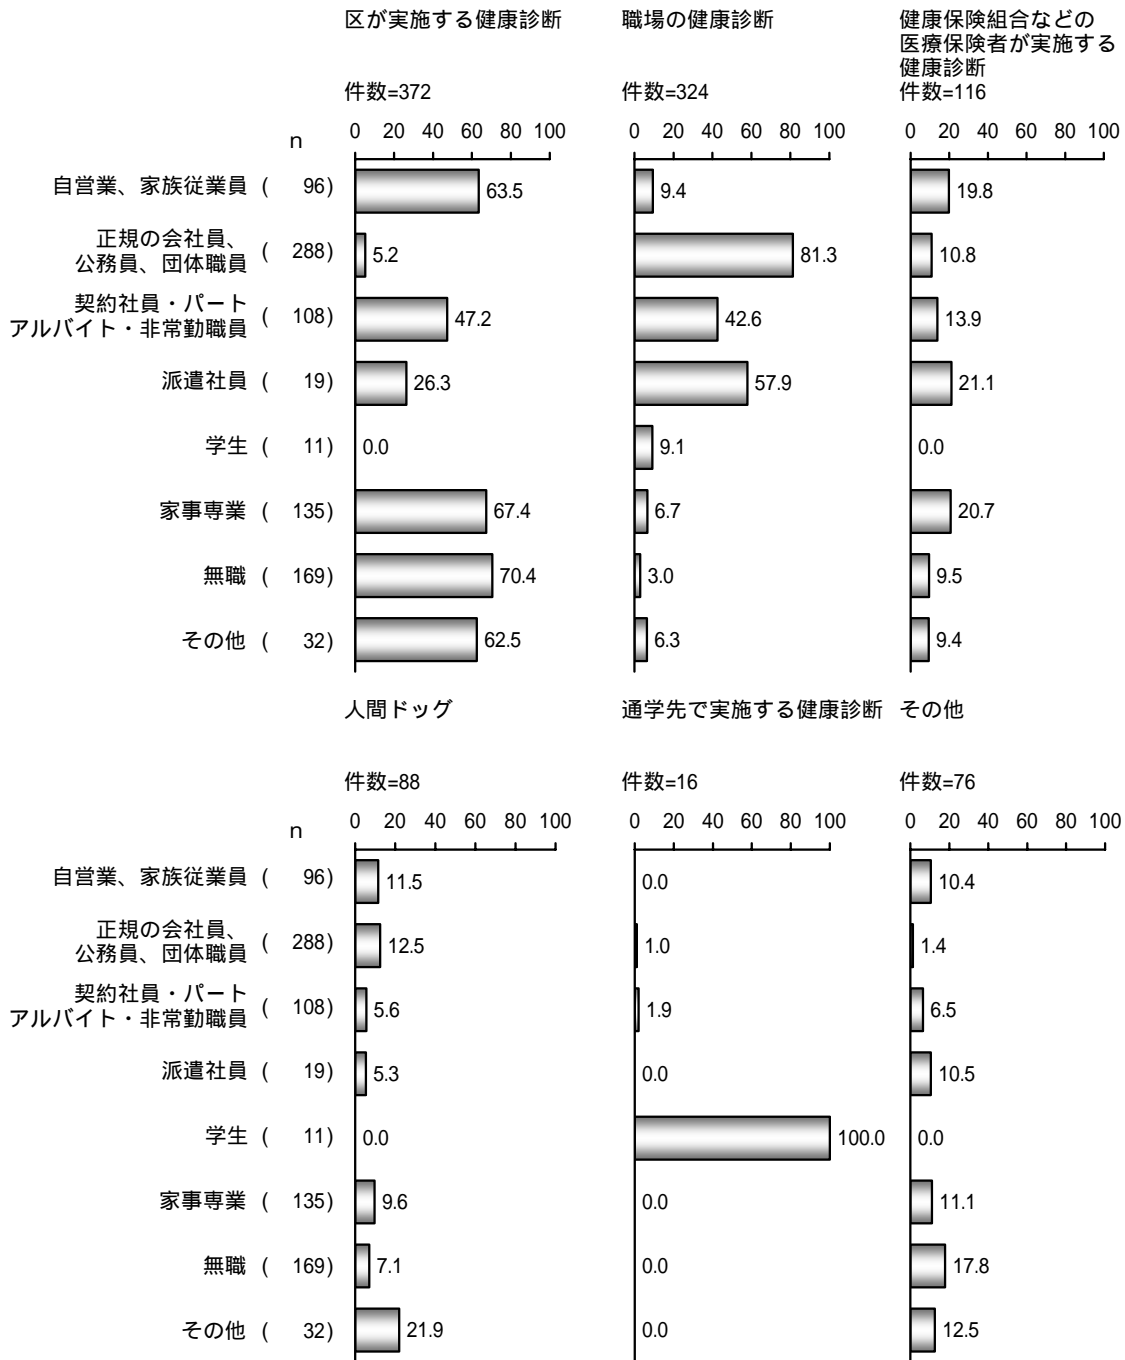 区が実施する健康診断
職場の健康診断
健康保険組合などの
医療保険者が実施する
健康診断
件数=372
件数=324
件数=116
n
0 20 40 60 80 100
0 20 40 60 80 100
0 20 40 60 80 100
自営業、家族従業員 ( 96) 63.5 9.4 19.8
正規の会社員、
公務員、団体職員 ( 288) 5.2 81.3 10.8
契約社員・パート
アルバイト・非常勤職員 ( 108) 47.2 42.6 13.9
派遣社員 ( 19) 26.3 57.9 21.1
学生 ( 11) 0.0 9.1 0.0
家事専業 ( 135) 67.4 6.7 20.7
無職 ( 169) 70.4 3.0 9.5
その他 ( 32) 62.5 6.3 9.4
人間ドッグ
通学先で実施する健康診断
その他
件数=88
件数=16
件数=76
n
0 20 40 60 80 100
0 20 40 60 80 100
0 20 40 60 80 100
自営業、家族従業員 ( 96) 11.5 0.0 10.4
正規の会社員、
公務員、団体職員 ( 288) 12.5 1.0 1.4
契約社員・パート
アルバイト・非常勤職員 ( 108) 5.6 1.9 6.5
派遣社員 ( 19) 5.3 0.0 10.5
学生 ( 11) 0.0 100.0 0.0
家事専業 ( 135) 9.6 0.0 11.1
無職 ( 169) 7.1 0.0 17.8
その他 ( 32) 21.9 0.0 12.5